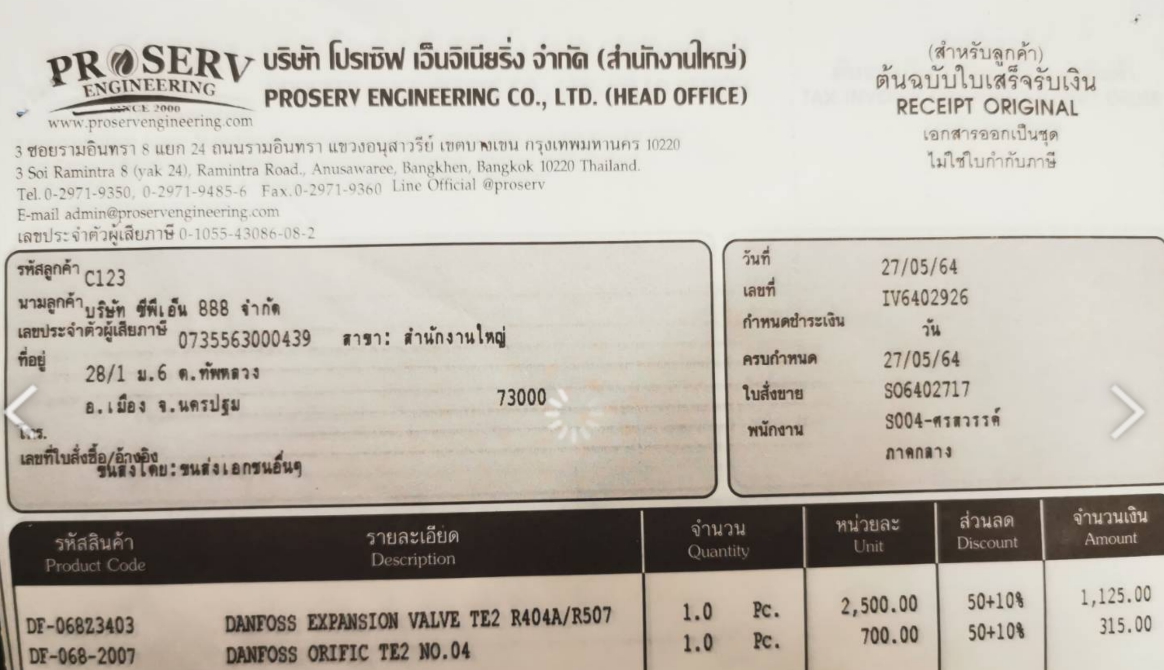 PROSERV
ENGINEERING
SINCE 2000
www.proservengineering.com
บริษัท โปรเซิฟ เอ็นจิเนียริ่ง จำกัด (สำนักงานใหญ่)
PROSERV ENGINEERING CO., LTD. (HEAD OFFICE)
(สำหรับลูกค้า)
ต้นฉบับใบเสร็จรับเงิน
RECEIPT ORIGINAL
เอกสารออกเป็นชุด
ไม่ใช่ใบกำกับภาษี
3 ซอยรามอินทรา 8 แยก 24 ถนนรามอินทรา แขวงอนุสาวรีย์ เขตบางเขน กรุงเทพมหานคร 10220
3 Soi Ramintra 8 (yak 24), Ramintra Road., Anusawaree, Bangkhen, Bangkok 10220 Thailand.
Tel. 0-2971-9350, 0-2971-9485-6 Fax. 0-2971-9360 Line Official @proserv
E-mail admin@proservengineering.com
เลขประจำตัวผู้เสียภาษี 0-1055-43086-08-2
รหัสลูกค้า C123
นามลูกค้า บริษัท ซีพีเอ็น 888 จำกัด
เลขประจำตัวผู้เสียภาษี 0735563000439 สาขา: สำนักงานใหญ่
ที่อยู่
28/1 ม.6 ต.ทัพหลวง
อ.เมือง จ.นครปฐม 73000
โทร.
เลขที่ใบสั่งซื้อ/อ้างอิง
ขนส่งโดย:ขนส่งเอกชนอื่นๆ
วันที่ 27/05/64
เลขที่ IV6402926
กำหนดชำระเงิน วัน
ครบกำหนด 27/05/64
ใบสั่งขาย SO6402717
พนักงาน S004-ศรสวรรค์
ภาคกลาง
รหัสสินค้า รายละเอียด จำนวน หน่วยละ ส่วนลด จำนวนเงิน
Product Code Description Quantity Unit Discount Amount
DF-068Z3403 DANFOSS EXPANSION VALVE TE2 R404A/R507 1.0 Pc. 2,500.00 50+10% 1,125.00
DF-068-2007 DANFOSS ORIFIC TE2 NO.04 1.0 Pc. 700.00 50+10% 315.00